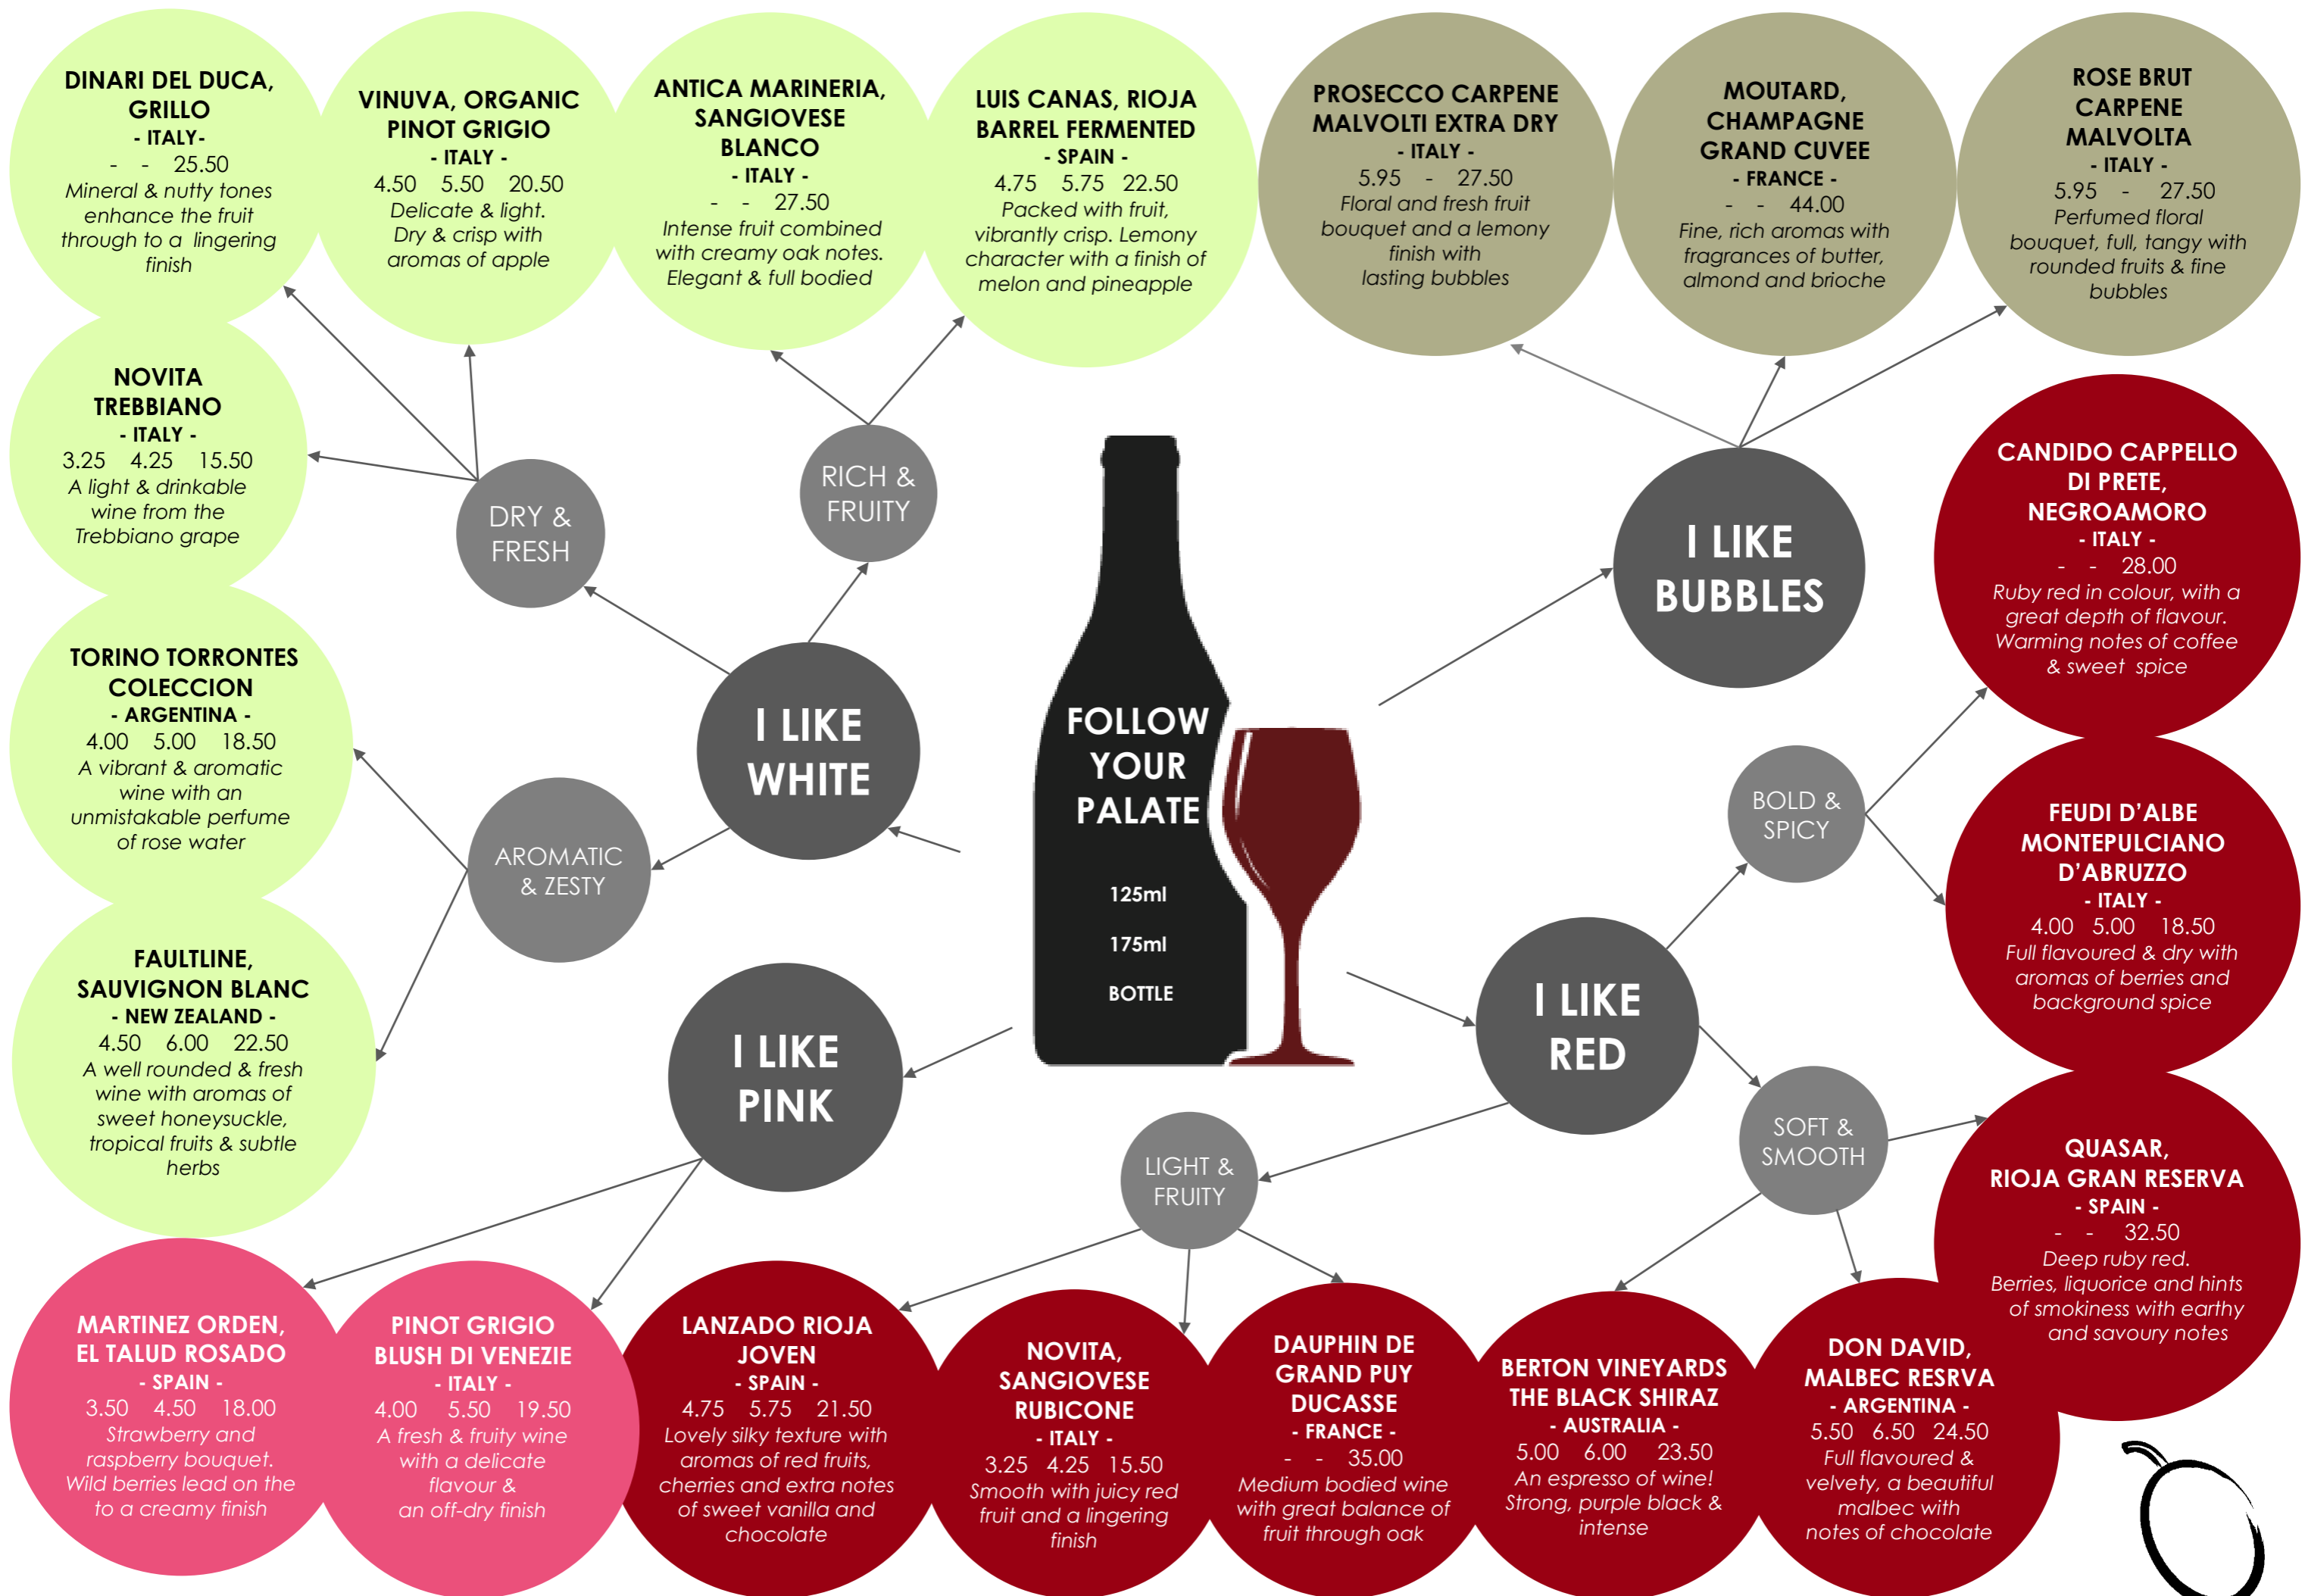 DINARI DEL DUCA,
GRILLO
- ITALY-
- - 25.50
Mineral & nutty tones
enhance the fruit
through to a lingering
finish
VINUVA, ORGANIC
PINOT GRIGIO
- ITALY -
4.50 5.50 20.50
Delicate & light.
Dry & crisp with
aromas of apple
ANTICA MARINERIA,
SANGIOVESE
BLANCO
- ITALY -
- - 27.50
Intense fruit combined
with creamy oak notes.
Elegant & full bodied
LUIS CANAS, RIOJA
BARREL FERMENTED
- SPAIN -
4.75 5.75 22.50
Packed with fruit,
vibrantly crisp. Lemony
character with a finish of
melon and pineapple
PROSECCO CARPENE
MALVOLTI EXTRA DRY
- ITALY -
5.95 - 27.50
Floral and fresh fruit
bouquet and a lemony
finish with
lasting bubbles
MOUTARD,
CHAMPAGNE
GRAND CUVEE
- FRANCE -
- - 44.00
Fine, rich aromas with
fragrances of butter,
almond and brioche
ROSE BRUT
CARPENE
MALVOLTA
- ITALY -
5.95 - 27.50
Perfumed floral
bouquet, full, tangy with
rounded fruits & fine
bubbles
NOVITA
TREBBIANO
- ITALY -
3.25 4.25 15.50
A light & drinkable
wine from the
Trebbiano grape
DRY &
FRESH
RICH &
FRUITY
I LIKE
BUBBLES
CANDIDO CAPPELLO
DI PRETE,
NEGROAMORO
- ITALY -
- - 28.00
Ruby red in colour, with a
great depth of flavour.
Warming notes of coffee
& sweet spice
TORINO TORRONTES
COLECCION
- ARGENTINA -
4.00 5.00 18.50
A vibrant & aromatic
wine with an
unmistakable perfume
of rose water
I LIKE
WHITE
FOLLOW
YOUR
PALATE
125ml
175ml
BOTTLE
BOLD &
SPICY
FEUDI D'ALBE
MONTEPULCIANO
D'ABRUZZO
- ITALY -
4.00 5.00 18.50
Full flavoured & dry with
aromas of berries and
background spice
AROMATIC
& ZESTY
FAULTLINE,
SAUVIGNON BLANC
- NEW ZEALAND -
4.50 6.00 22.50
A well rounded & fresh
wine with aromas of
sweet honeysuckle,
tropical fruits & subtle
herbs
I LIKE
PINK
I LIKE
RED
LIGHT &
FRUITY
SOFT &
SMOOTH
QUASAR,
RIOJA GRAN RESERVA
- SPAIN -
- - 32.50
Deep ruby red.
Berries, liquorice and hints
of smokiness with earthy
and savoury notes
MARTINEZ ORDEN,
EL TALUD ROSADO
- SPAIN -
3.50 4.50 18.00
Strawberry and
raspberry bouquet.
Wild berries lead on the
to a creamy finish
PINOT GRIGIO
BLUSH DI VENEZIE
- ITALY -
4.00 5.50 19.50
A fresh & fruity wine
with a delicate
flavour &
an off-dry finish
LANZADO RIOJA
JOVEN
- SPAIN -
4.75 5.75 21.50
Lovely silky texture with
aromas of red fruits,
cherries and extra notes
of sweet vanilla and
chocolate
NOVITA,
SANGIOVESE
RUBICONE
- ITALY -
3.25 4.25 15.50
Smooth with juicy red
fruit and a lingering
finish
DAUPHIN DE
GRAND PUY
DUCASSE
- FRANCE -
- - 35.00
Medium bodied wine
with great balance of
fruit through oak
BERTON VINEYARDS
THE BLACK SHIRAZ
- AUSTRALIA -
5.00 6.00 23.50
An espresso of wine!
Strong, purple black &
intense
DON DAVID,
MALBEC RESRVA
- ARGENTINA -
5.50 6.50 24.50
Full flavoured &
velvety, a beautiful
malbec with
notes of chocolate